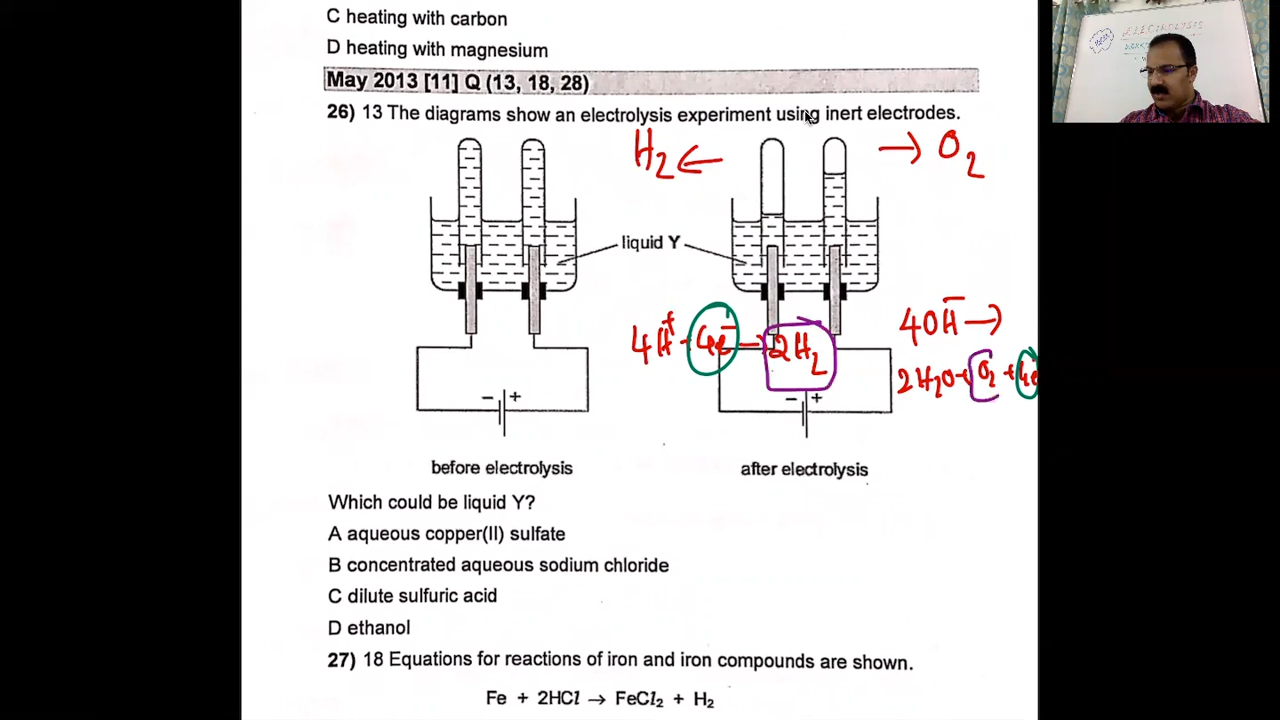 C heating with carbon
D heating with magnesium
May 2013 [11] Q (13, 18, 28)
26) 13 The diagrams show an electrolysis experiment using inert electrodes.
H₂ ← → O₂
liquid Y
4H⁺ + 4e⁻ → 2H₂
4OH⁻ →
2H₂O + O₂ + 4e
− +
− +
before electrolysis
after electrolysis
Which could be liquid Y?
A aqueous copper(II) sulfate
B concentrated aqueous sodium chloride
C dilute sulfuric acid
D ethanol
27) 18 Equations for reactions of iron and iron compounds are shown.
Fe + 2HCl → FeCl₂ + H₂
ELECTROLYSIS